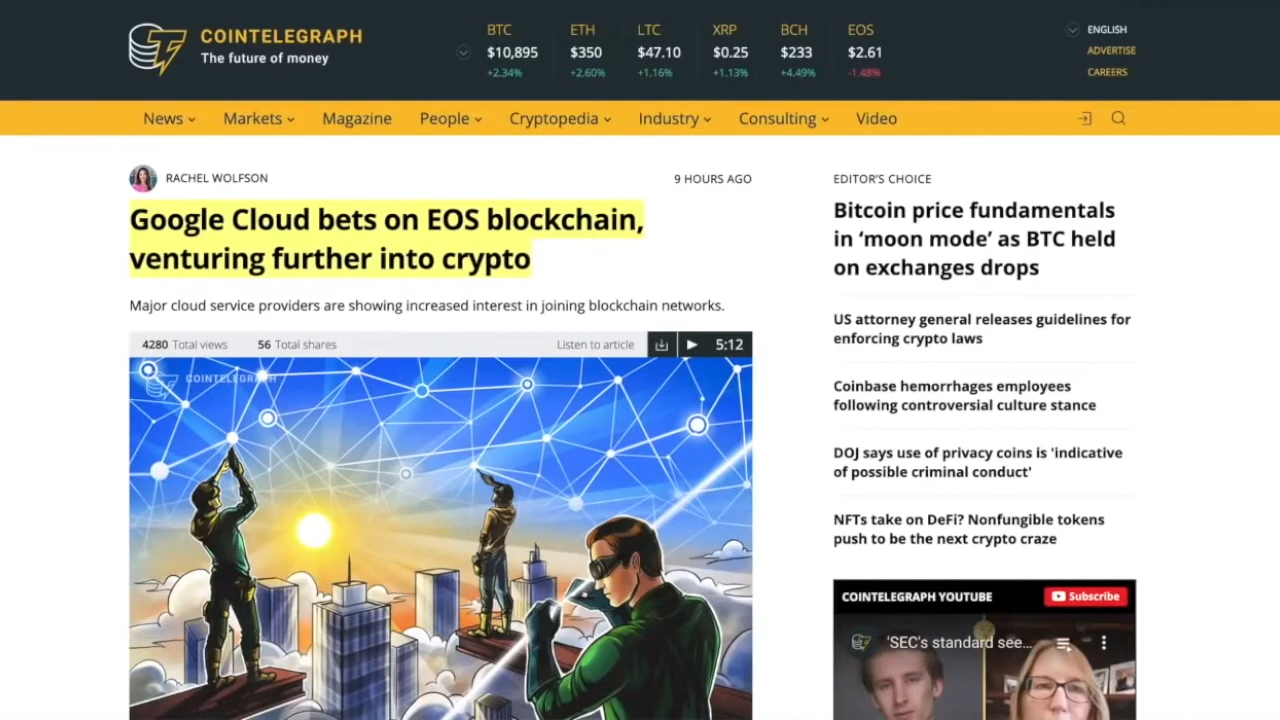 COINTELEGRAPH
The future of money
BTC ETH LTC XRP BCH EOS
$10,895 $350 $47.10 $0.25 $233 $2.61
+2.34% +2.60% +1.16% +1.13% +4.49% -1.48%
ENGLISH
ADVERTISE
CAREERS
News Markets Magazine People Cryptopedia Industry Consulting Video
RACHEL WOLFSON
9 HOURS AGO
Google Cloud bets on EOS blockchain,
venturing further into crypto
Major cloud service providers are showing increased interest in joining blockchain networks.
4280 Total views 56 Total shares Listen to article 5:12
COINTELEGRAPH
EDITOR'S CHOICE
Bitcoin price fundamentals
in ‘moon mode’ as BTC held
on exchanges drops
US attorney general releases guidelines for
enforcing crypto laws
Coinbase hemorrhages employees
following controversial culture stance
DOJ says use of privacy coins is 'indicative
of possible criminal conduct'
NFTs take on DeFi? Nonfungible tokens
push to be the next crypto craze
COINTELEGRAPH YOUTUBE
Subscribe
'SEC's standard see...